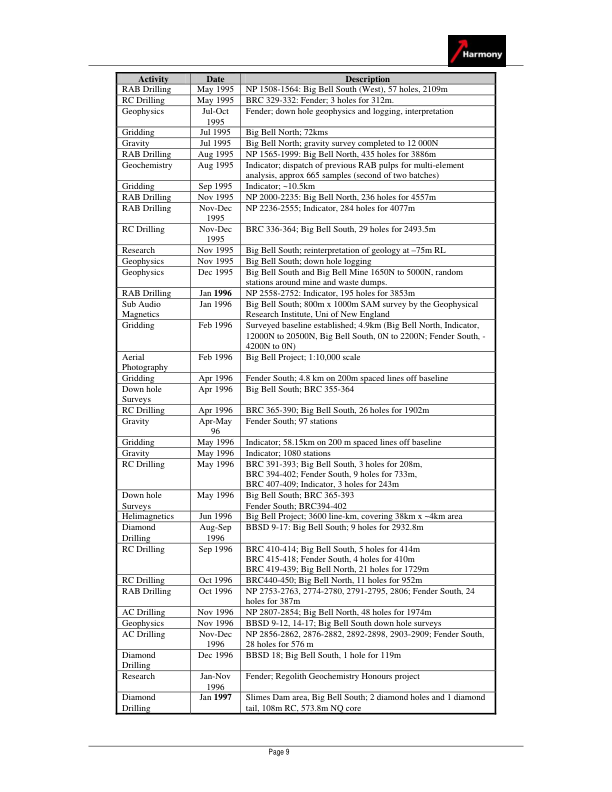 Harmony
Activity Date Description
RAB Drilling May 1995 NP 1508-1564: Big Bell South (West), 57 holes, 2109m
RC Drilling May 1995 BRC 329-332: Fender; 3 holes for 312m.
Geophysics Jul-Oct Fender; down hole geophysics and logging, interpretation
1995
Gridding Jul 1995 Big Bell North; 72kms
Gravity Jul 1995 Big Bell North; gravity survey completed to 12 000N
RAB Drilling Aug 1995 NP 1565-1999: Big Bell North, 435 holes for 3886m
Geochemistry Aug 1995 Indicator; dispatch of previous RAB pulps for multi-element
analysis, approx 665 samples (second of two batches)
Gridding Sep 1995 Indicator; ~10.5km
RAB Drilling Nov 1995 NP 2000-2235: Big Bell North, 236 holes for 4557m
RAB Drilling Nov-Dec NP 2236-2555; Indicator, 284 holes for 4077m
1995
RC Drilling Nov-Dec BRC 336-364; Big Bell South, 29 holes for 2493.5m
1995
Research Nov 1995 Big Bell South; reinterpretation of geology at –75m RL
Geophysics Nov 1995 Big Bell South; down hole logging
Geophysics Dec 1995 Big Bell South and Big Bell Mine 1650N to 5000N, random
stations around mine and waste dumps.
RAB Drilling Jan 1996 NP 2558-2752: Indicator, 195 holes for 3853m
Sub Audio Jan 1996 Big Bell South; 800m x 1000m SAM survey by the Geophysical
Magnetics Research Institute, Uni of New England
Gridding Feb 1996 Surveyed baseline established; 4.9km (Big Bell North, Indicator,
12000N to 20500N, Big Bell South, 0N to 2200N; Fender South, -
4200N to 0N)
Aerial Feb 1996 Big Bell Project; 1:10,000 scale
Photography
Gridding Apr 1996 Fender South; 4.8 km on 200m spaced lines off baseline
Down hole Apr 1996 Big Bell South; BRC 355-364
Surveys
RC Drilling Apr 1996 BRC 365-390; Big Bell South, 26 holes for 1902m
Gravity Apr-May Fender South; 97 stations
96
Gridding May 1996 Indicator; 58.15km on 200 m spaced lines off baseline
Gravity May 1996 Indicator; 1080 stations
RC Drilling May 1996 BRC 391-393; Big Bell South, 3 holes for 208m,
BRC 394-402; Fender South, 9 holes for 733m,
BRC 407-409; Indicator, 3 holes for 243m
Down hole May 1996 Big Bell South; BRC 365-393
Surveys Fender South; BRC394-402
Helimagnetics Jun 1996 Big Bell Project; 3600 line-km, covering 38km x ~4km area
Diamond Aug-Sep BBSD 9-17: Big Bell South; 9 holes for 2932.8m
Drilling 1996
RC Drilling Sep 1996 BRC 410-414; Big Bell South, 5 holes for 414m
BRC 415-418; Fender South, 4 holes for 410m
BRC 419-439; Big Bell North, 21 holes for 1729m
RC Drilling Oct 1996 BRC440-450; Big Bell North, 11 holes for 952m
RAB Drilling Oct 1996 NP 2753-2763, 2774-2780, 2791-2795, 2806; Fender South, 24
holes for 387m
AC Drilling Nov 1996 NP 2807-2854; Big Bell North, 48 holes for 1974m
Geophysics Nov 1996 BBSD 9-12, 14-17; Big Bell South down hole surveys
AC Drilling Nov-Dec NP 2856-2862, 2876-2882, 2892-2898, 2903-2909; Fender South,
1996 28 holes for 576 m
Diamond Dec 1996 BBSD 18; Big Bell South, 1 hole for 119m
Drilling
Research Jan-Nov Fender; Regolith Geochemistry Honours project
1996
Diamond Jan 1997 Slimes Dam area, Big Bell South; 2 diamond holes and 1 diamond
Drilling tail, 108m RC, 573.8m NQ core
Page 9